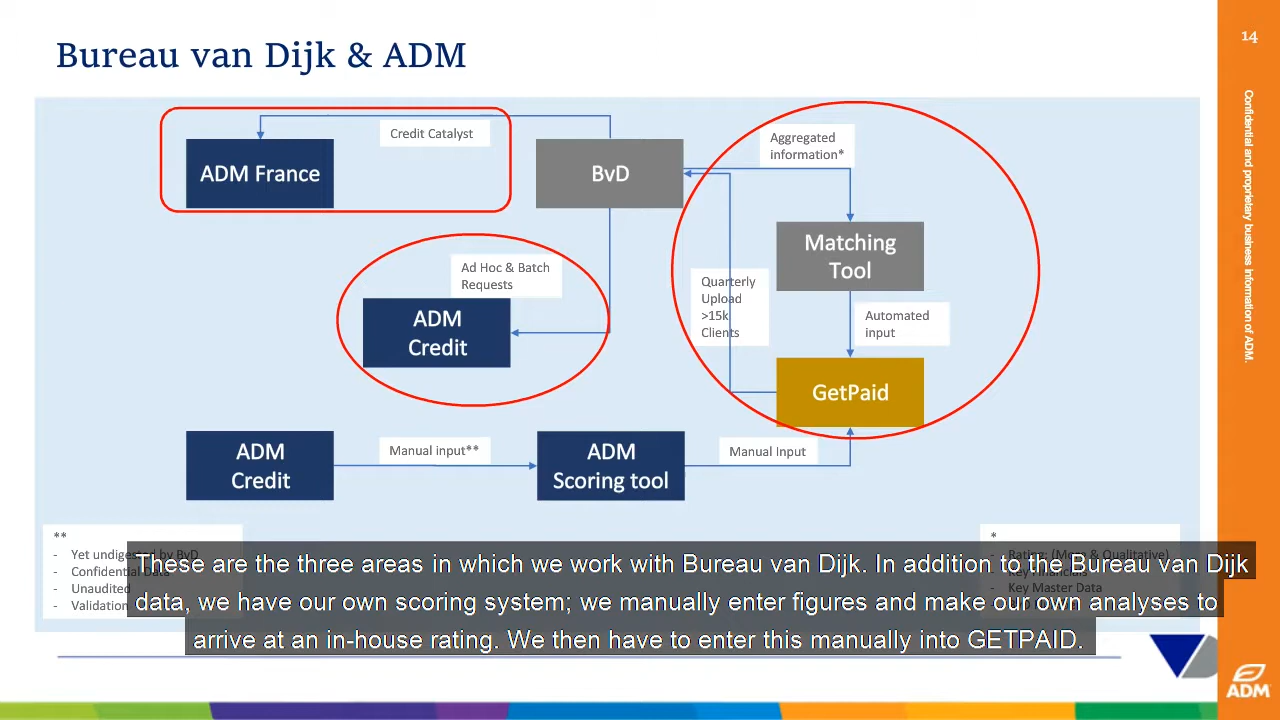 Bureau van Dijk & ADM
14
Confidential and proprietary business information of ADM.
Credit Catalyst
ADM France
BvD
Aggregated
information*
Matching
Tool
Ad Hoc & Batch
Requests
ADM
Credit
Quarterly
Upload
>15k
Clients
Automated
input
GetPaid
ADM
Credit
Manual input**
ADM
Scoring tool
Manual Input
**
- Yet undigested by BvD
- Confidential Data
- Unaudited
- Validation
*
- Rating: (More & Qualitative)
Key Financials
Key Master Data
These are the three areas in which we work with Bureau van Dijk. In addition to the Bureau van Dijk
data, we have our own scoring system; we manually enter figures and make our own analyses to
arrive at an in-house rating. We then have to enter this manually into GETPAID.
ADM